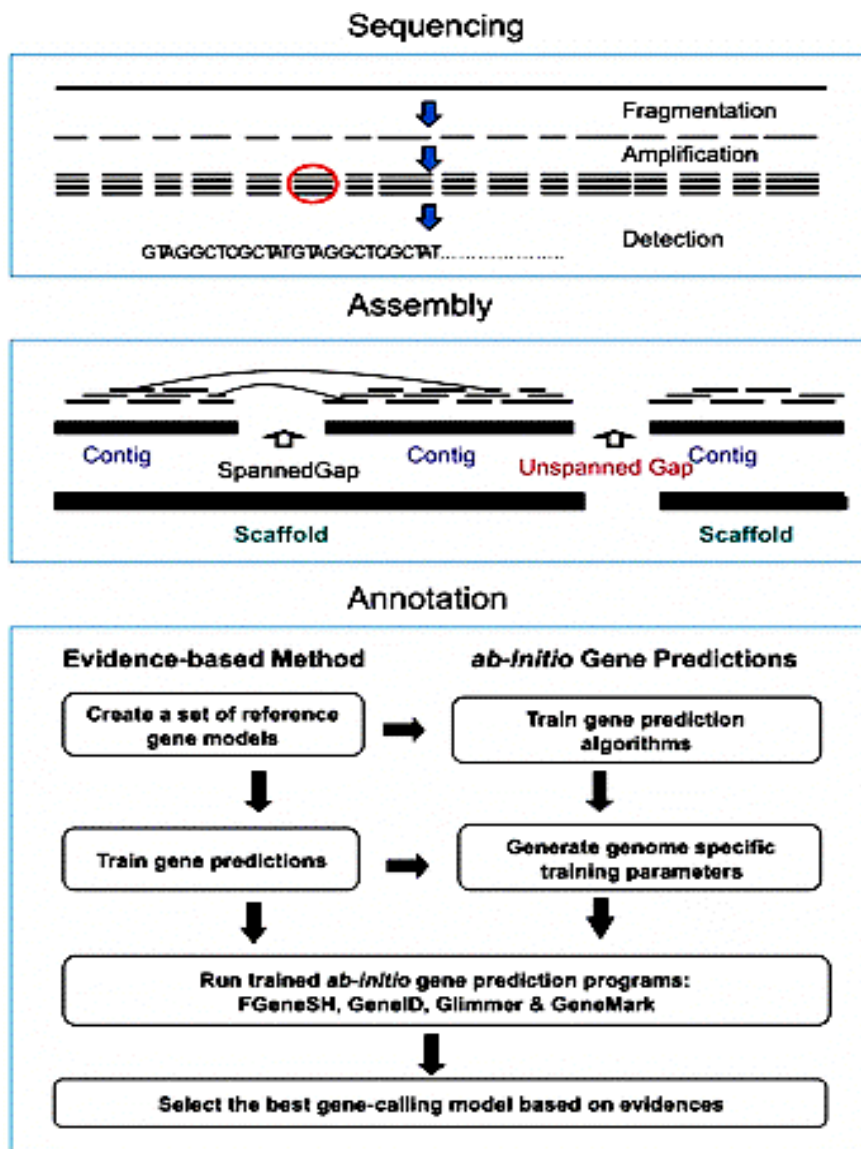 Sequencing
Fragmentation
Amplification
GTAGGCTCGCTATGTAGGCTCGCTAT.....................
Detection
Assembly
Contig
SpannedGap
Contig
Unspanned Gap
Contig
Scaffold
Scaffold
Annotation
Evidence-based Method
ab-initio Gene Predictions
Create a set of reference
gene models
Train gene prediction
algorithms
Train gene predictions
Generate genome specific
training parameters
Run trained ab-initio gene prediction programs:
FGeneSH, GeneID, Glimmer & GeneMark
Select the best gene-calling model based on evidences